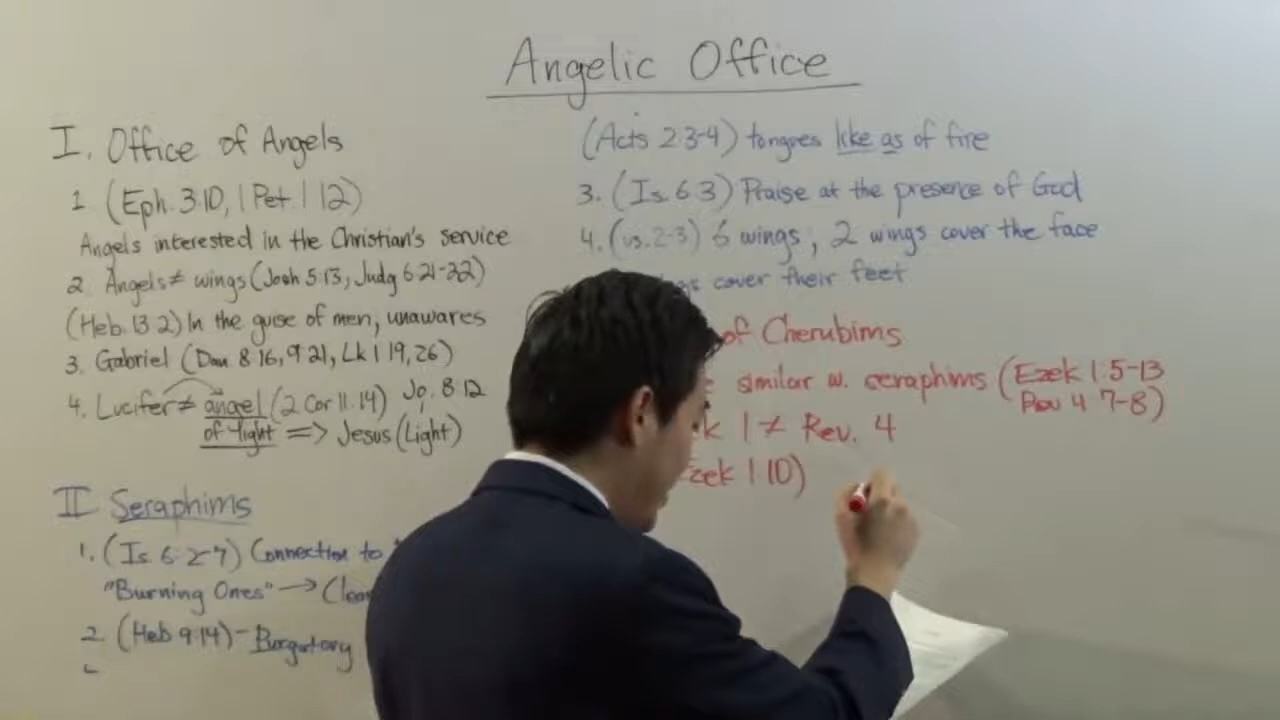 Angelic Office
I. Office of Angels
1 (Eph. 3:10, 1 Pet. 1 12)
Angels interested in the Christian's service
2. Angels ≠ wings (Josh 5:13, Judg 6:21-22)
(Heb. 13 2) In the guise of men, unawares
3. Gabriel (Dan 8:16, 9 21, Lk 1 19, 26)
4. Lucifer ≠ angel (2 Cor 11:14) Jo. 8:12
of light => Jesus (Light)
II Seraphims
1. (Is. 6:2-7) Connection to
"Burning Ones" →
2. (Heb 9:14) - Purgatory
(Acts 2:3-4) tongues like as of fire
3. (Is. 6:3) Praise at the presence of God
4. (vs. 2-3) 6 wings, 2 wings cover the face
cover their feet
of Cherubims
similar w. seraphims (Ezek 1:5-13
Rev 4 7-8)
1 ≠ Rev. 4
1:10)